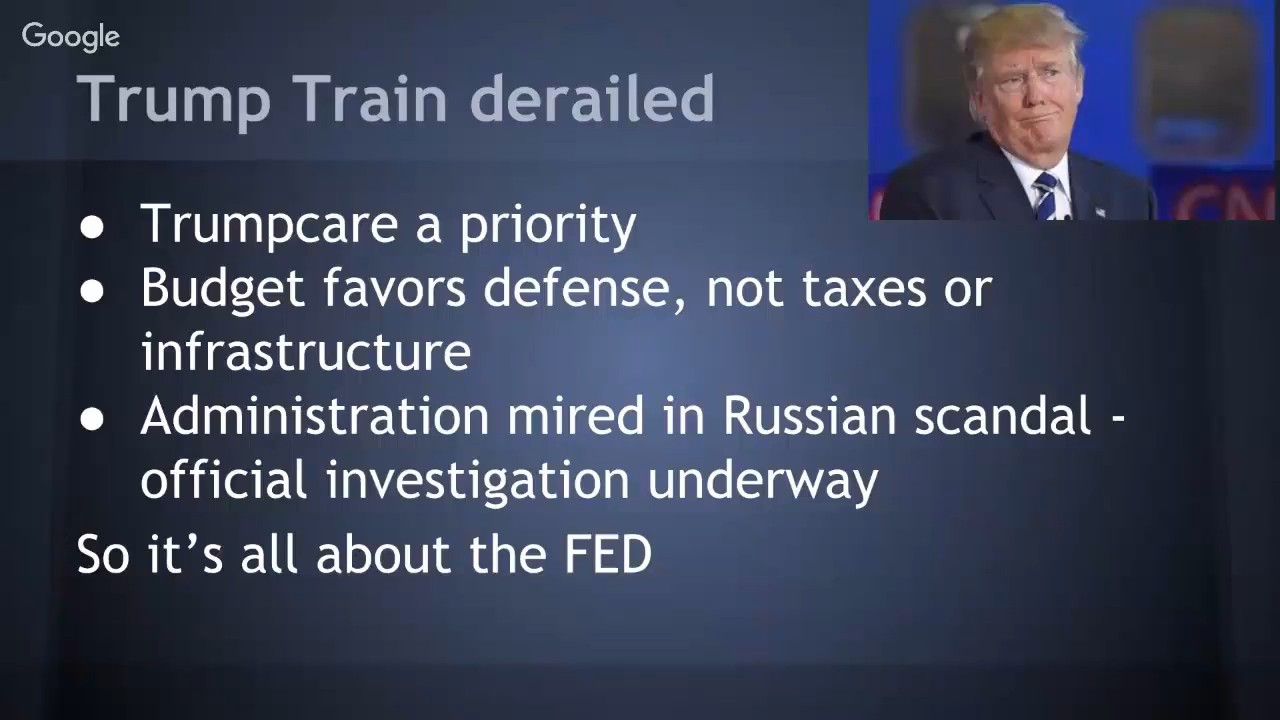 Google
Trump Train derailed
● Trumpcare a priority
● Budget favors defense, not taxes or
infrastructure
● Administration mired in Russian scandal -
official investigation underway
So it’s all about the FED
CN